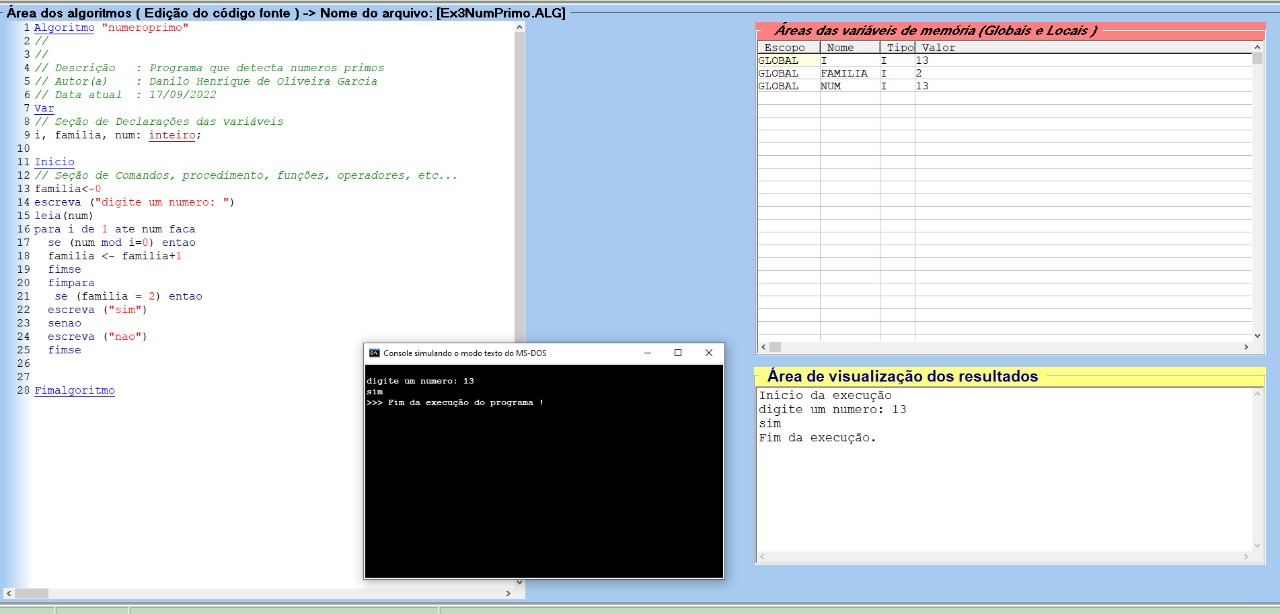 Área dos algoritmos ( Edição do código fonte ) -> Nome do arquivo: [Ex3NumPrimo.ALG]
1 Algoritmo "numeroprimo"
2 //
3 //
4 // Descrição   : Programa que detecta numeros primos
5 // Autor(a)    : Danilo Henrique de Oliveira Garcia
6 // Data atual  : 17/09/2022
7 Var
8 // Seção de Declarações das variáveis
9 i, familia, num: inteiro;
10
11 Inicio
12 // Seção de Comandos, procedimento, funções, operadores, etc...
13 familia<-0
14 escreva ("digite um numero: ")
15 leia(num)
16 para i de 1 ate num faca
17   se (num mod i=0) entao
18   familia <- familia+1
19   fimse
20   fimpara
21    se (familia = 2) entao
22   escreva ("sim")
23   senao
24   escreva ("nao")
25   fimse
26
27
28 Fimalgoritmo
Console simulando o modo texto do MS-DOS
digite um numero: 13
sim
>>> Fim da execução do programa !
Áreas das variáveis de memória (Globais e Locais )
Escopo Nome Tipo Valor
GLOBAL I I 13
GLOBAL FAMILIA I 2
GLOBAL NUM I 13
Área de visualização dos resultados
Início da execução
digite um numero: 13
sim
Fim da execução.